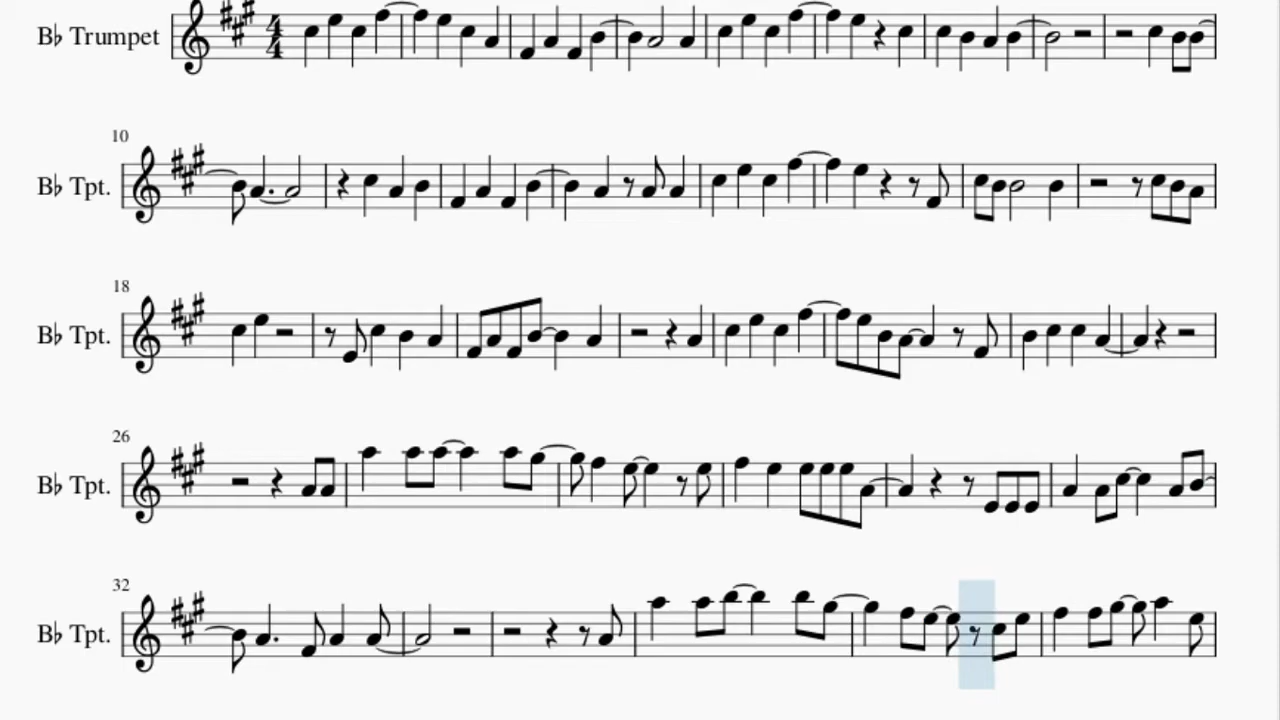 B♭ Trumpet
4
4
10
B♭ Tpt.
18
B♭ Tpt.
26
B♭ Tpt.
32
B♭ Tpt.